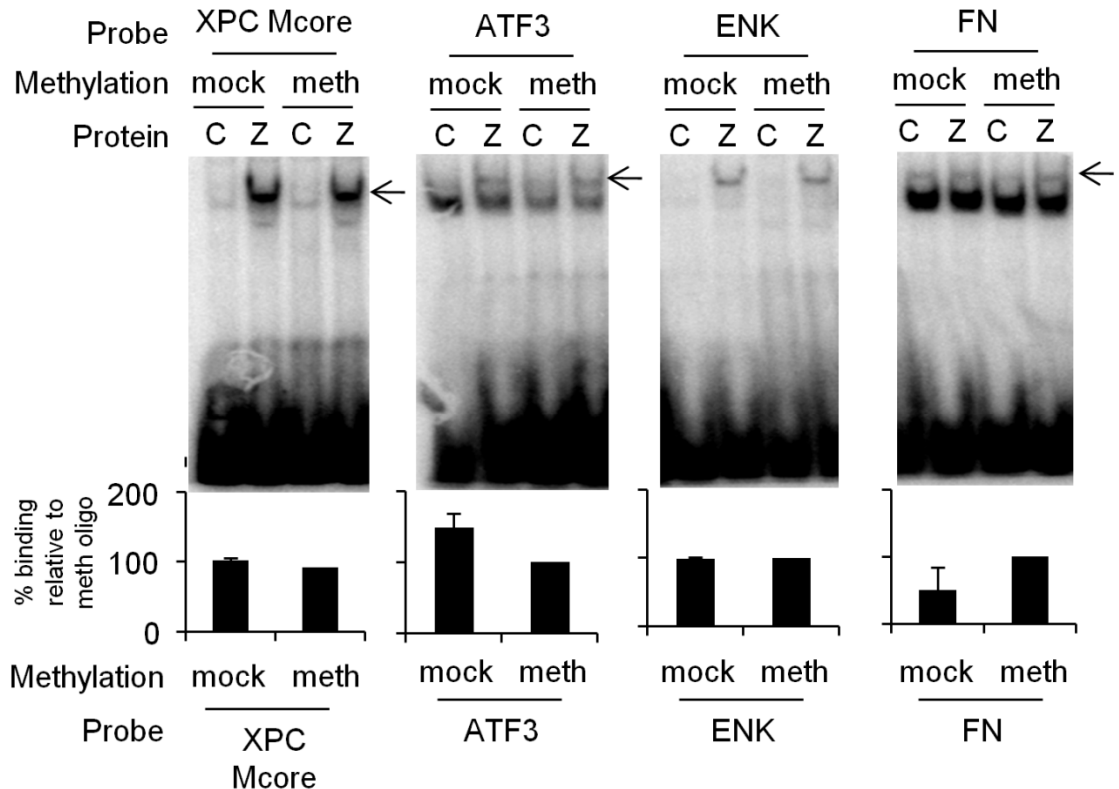 Probe XPC Mcore ATF3 ENK FN
Methylation mock meth mock meth mock meth mock meth
Protein C Z C Z C Z C Z C Z C Z C Z C Z
% binding
relative to
meth oligo
200
100
0
Methylation mock meth mock meth mock meth mock meth
Probe XPC
Mcore ATF3 ENK FN